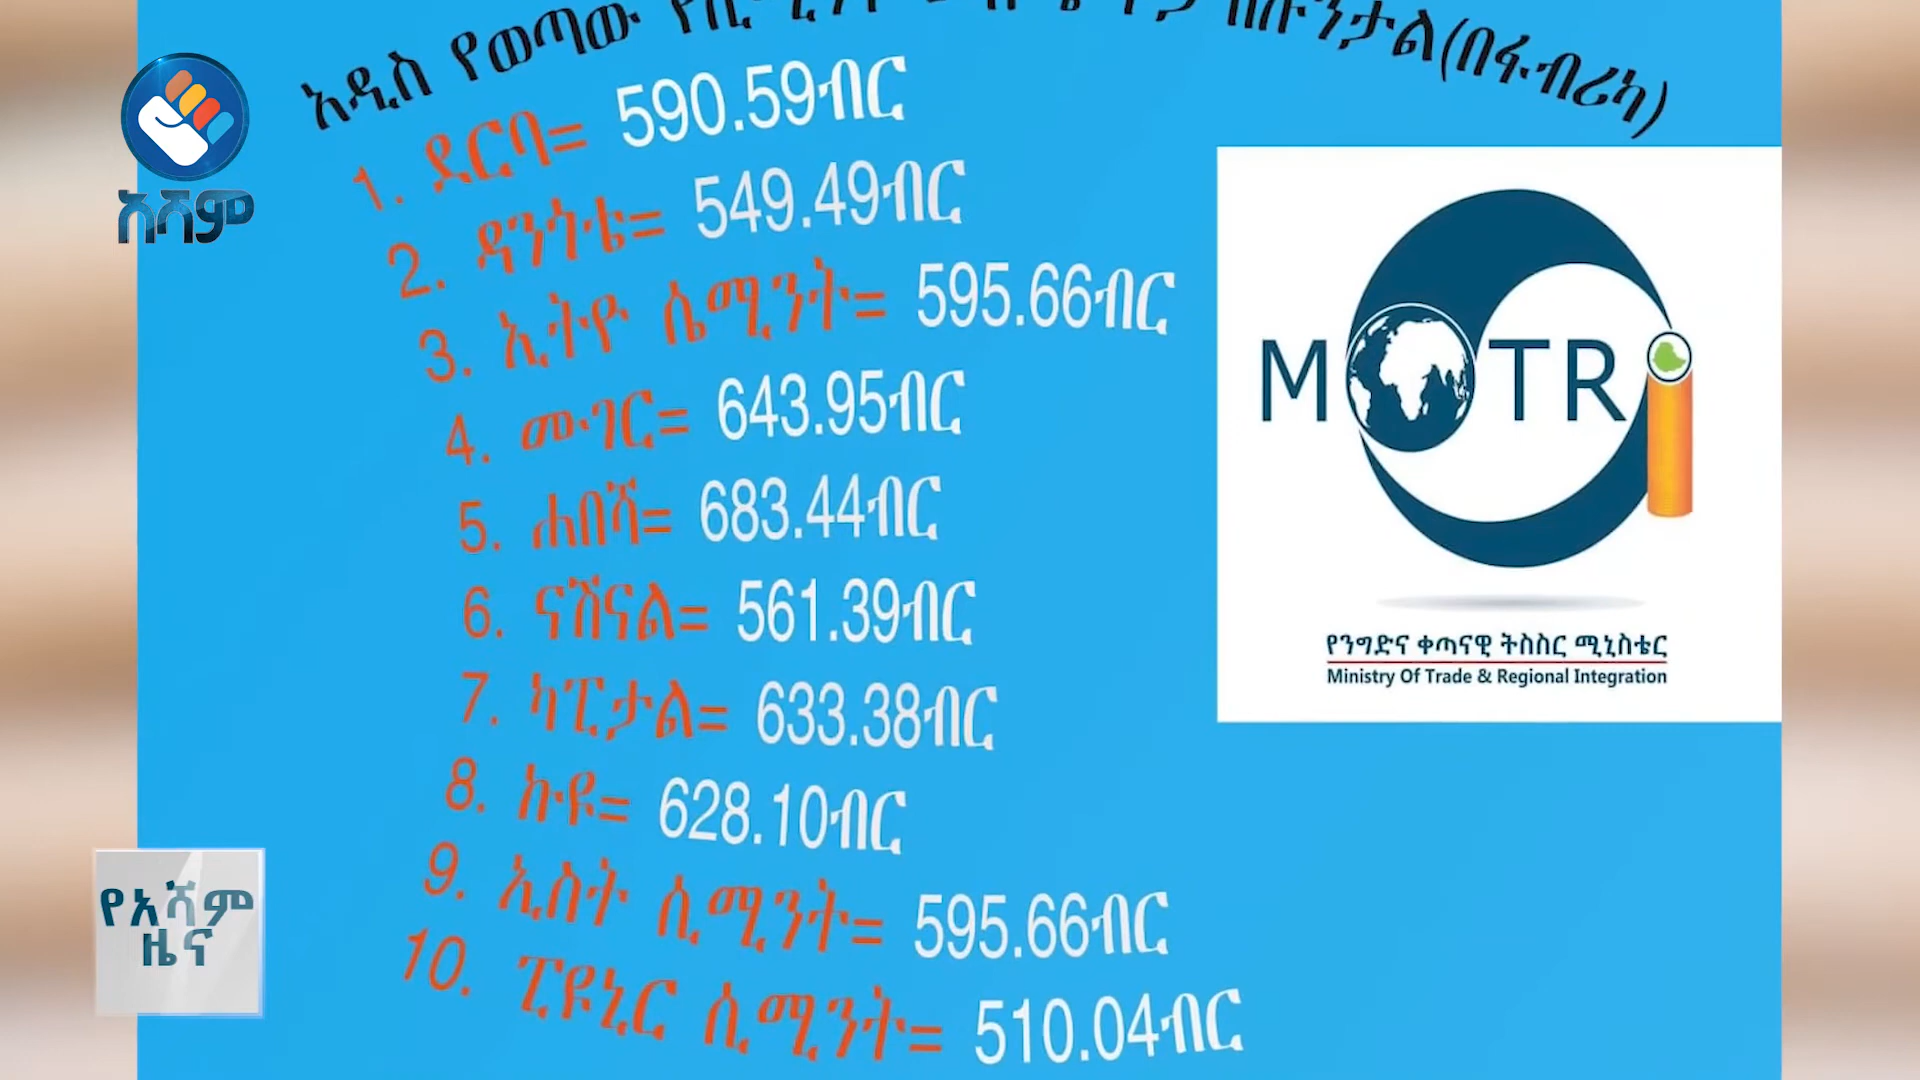 አዲስ የወጣው
በኩንታል(በፋብሪካ)
1. ደርባ= 590.59ብር
2. ዳንጎቴ= 549.49ብር
3. ኢትዮ ሴሚንት= 595.66ብር
4. ሙገር= 643.95ብር
5. ሐበሻ= 683.44ብር
6. ናሽናል= 561.39ብር
7. ካፒታል= 633.38ብር
8. ኩዩ= 628.10ብር
9. ኢስት ሲሚንት= 595.66ብር
10. ፒዩኒር ሲሚንት= 510.04ብር
አሻም
MOTRi
የንግድና ቀጣናዊ ትስስር ሚኒስቴር
Ministry Of Trade & Regional Integration
የአሻም
ዜና